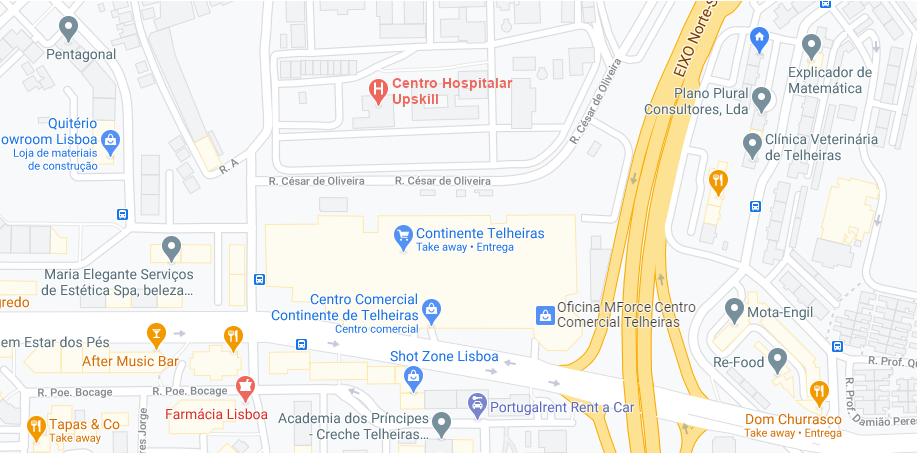 Pentagonal
EIXO Norte-S
Explicador de
Matemática
Centro Hospitalar
Upskill
H
Plano Plural
Consultores, Lda
R. César de Oliveira
Quitério
owroom Lisboa
Loja de materiais
de construção
Clínica Veterinária
de Telheiras
R. A
R. César de Oliveira
R. César de Oliveira
Continente Telheiras
Take away • Entrega
Maria Elegante Serviços
de Estética Spa, beleza...
gredo
Centro Comercial
Continente de Telheiras
Centro comercial
Oficina MForce Centro
Comercial Telheiras
Mota-Engil
em Estar dos Pés
After Music Bar
Shot Zone Lisboa
Re-Food
R. Prof. Qu
R. Poe. Bocage
R. Poe. Bocage
Farmácia Lisboa
Portugalrent Rent a Car
Academia dos Príncipes
- Creche Telheiras...
Tapas & Co
Take away
res Jorge
Dom Churrasco
Take away • Entrega
R. Prof. Damião Peres